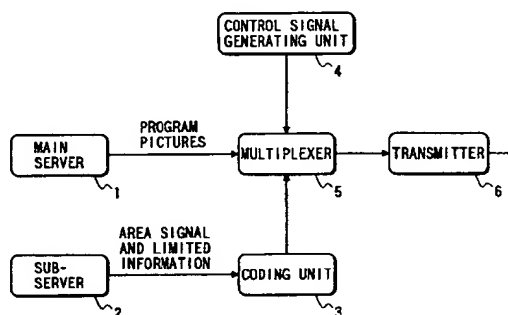 CONTROL SIGNAL
GENERATING UNIT
4
PROGRAM
PICTURES
MAIN
SERVER
1
MULTIPLEXER
5
TRANSMITTER
6
AREA SIGNAL
AND LIMITED
INFORMATION
SUB-
SERVER
2
CODING UNIT
3